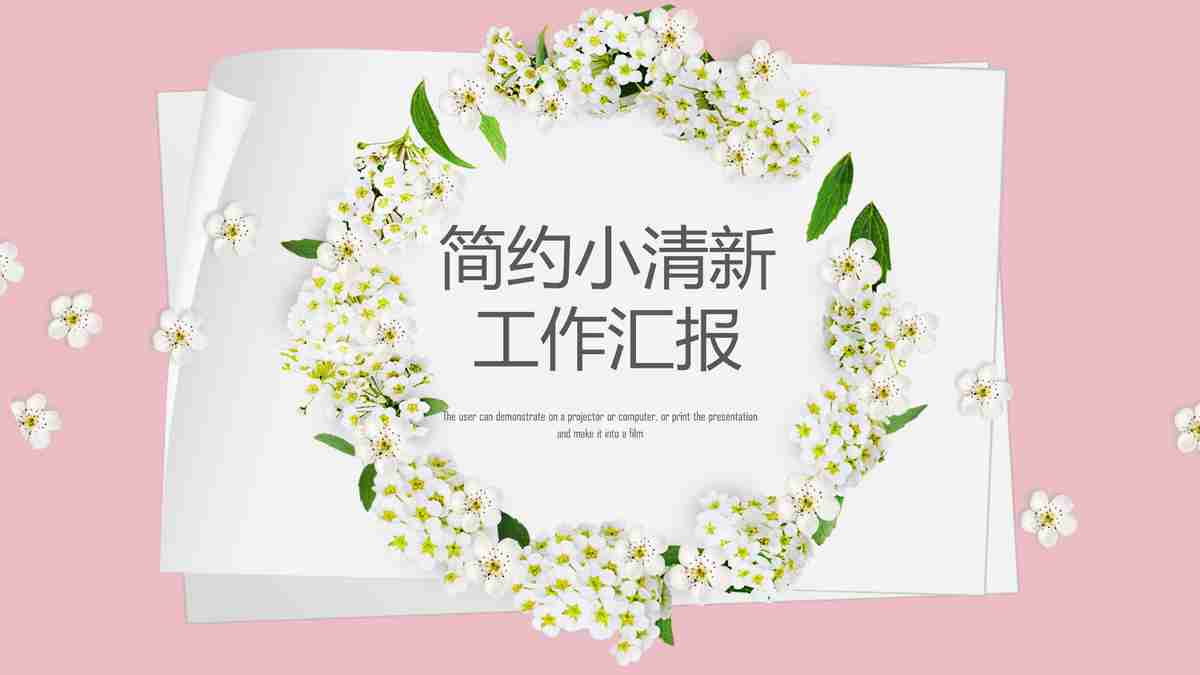 简约小清新
工作汇报
The user can demonstrate on a projector or computer, or print the presentation
and make it into a film